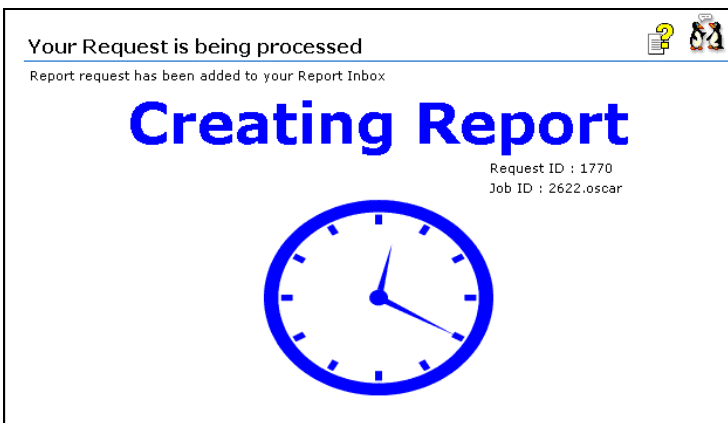 Your Request is being processed
Report request has been added to your Report Inbox
Creating Report
Request ID : 1770
Job ID : 2622.oscar